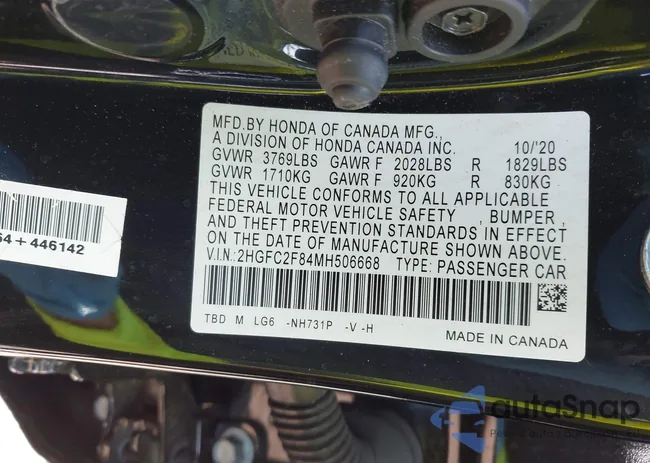 MFD.BY HONDA OF CANADA MFG.,
A DIVISION OF HONDA CANADA INC. 10/'20
GVWR 3769LBS GAWR F 2028LBS R 1829LBS
GVWR 1710KG GAWR F 920KG R 830KG
THIS VEHICLE CONFORMS TO ALL APPLICABLE
FEDERAL MOTOR VEHICLE SAFETY , BUMPER ,
AND THEFT PREVENTION STANDARDS IN EFFECT
ON THE DATE OF MANUFACTURE SHOWN ABOVE.
V.I.N.:2HGFC2F84MH506668 TYPE: PASSENGER CAR
TBD M LG6 -NH731P -V -H
MADE IN CANADA
64+446142
autoSnap